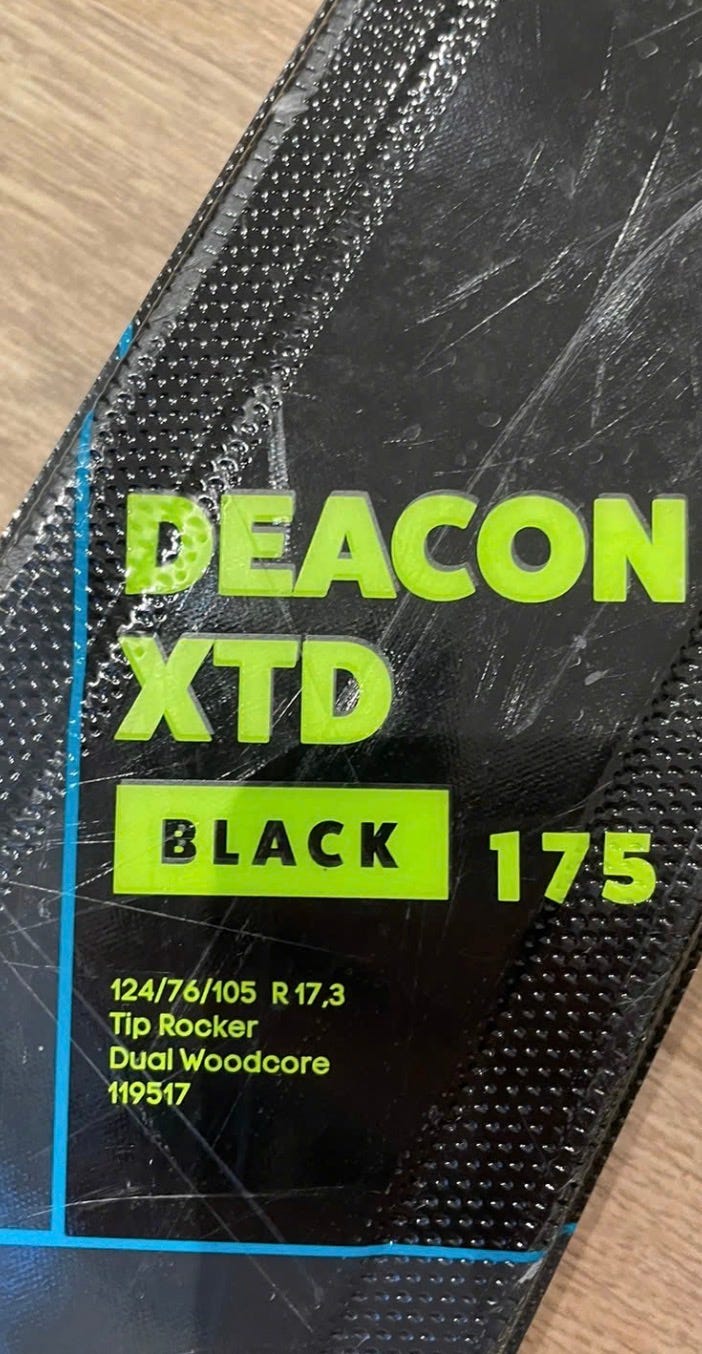 DEACON
XTD
BLACK 175
124/76/105 R 17,3
Tip Rocker
Dual Woodcore
119517